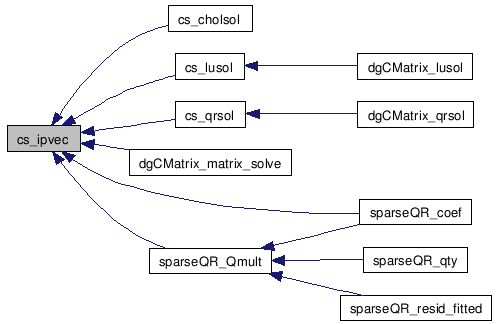 cs_cholsol
cs_lusol
dgCMatrix_lusol
cs_qrsol
dgCMatrix_qrsol
cs_ipvec
dgCMatrix_matrix_solve
sparseQR_coef
sparseQR_Qmult
sparseQR_qty
sparseQR_resid_fitted